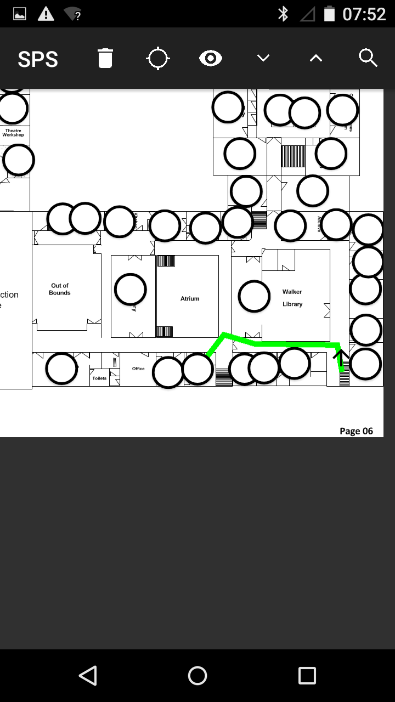 07:52
SPS
Theatre
Workshop
Out of
Bounds
ction
Atrium
Walker
Library
Toilets
Office
Page 06